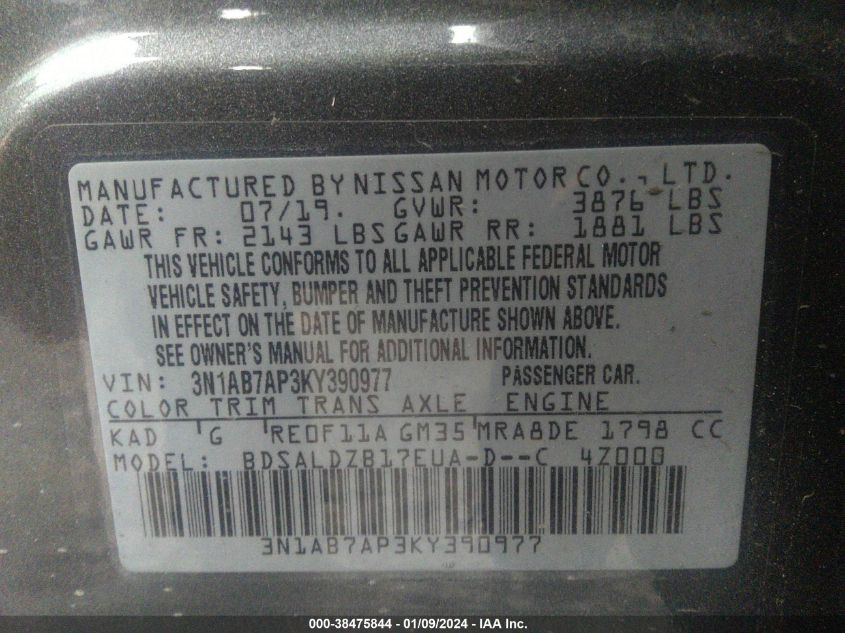 MANUFACTURED BY NISSAN MOTOR CO., LTD.
DATE: 07/19. GVWR: 3876 LBS
GAWR FR: 2143 LBS GAWR RR: 1881 LBS
THIS VEHICLE CONFORMS TO ALL APPLICABLE FEDERAL MOTOR
VEHICLE SAFETY, BUMPER AND THEFT PREVENTION STANDARDS
IN EFFECT ON THE DATE OF MANUFACTURE SHOWN ABOVE.
SEE OWNER'S MANUAL FOR ADDITIONAL INFORMATION.
VIN: 3N1AB7AP3KY390977 PASSENGER CAR.
COLOR TRIM TRANS AXLE ENGINE
KAD G RE0F11A GM35 MRA8DE 1798 CC
MODEL: BDSALDZB17EUA-D--C 4Z000
3N1AB7AP3KY390977
000-38475844 - 01/09/2024 - IAA Inc.